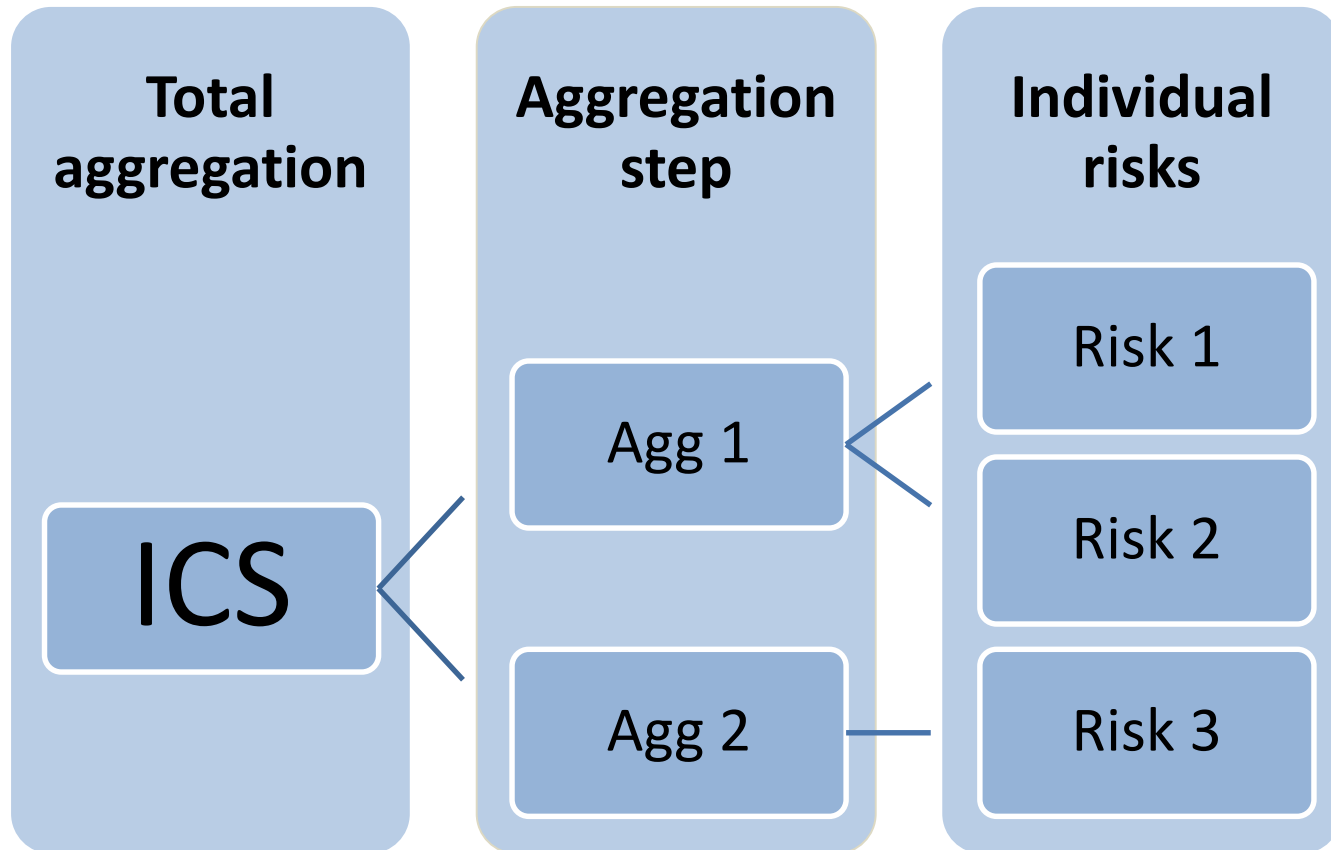 Total
aggregation
Aggregation
step
Individual
risks
ICS
Agg 1
Agg 2
Risk 1
Risk 2
Risk 3